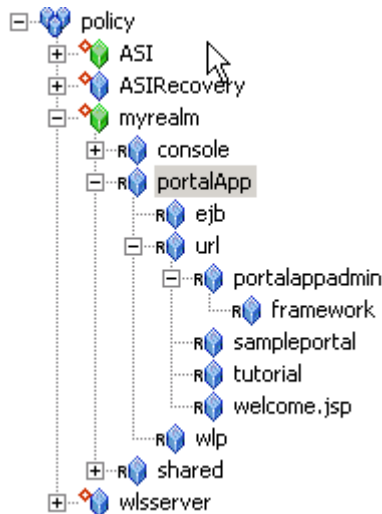 policy
ASI
ASIRecovery
myrealm
R console
R portalApp
R ejb
R url
R portalappadmin
R framework
R sampleportal
R tutorial
R welcome.jsp
R wlp
R shared
wlsserver